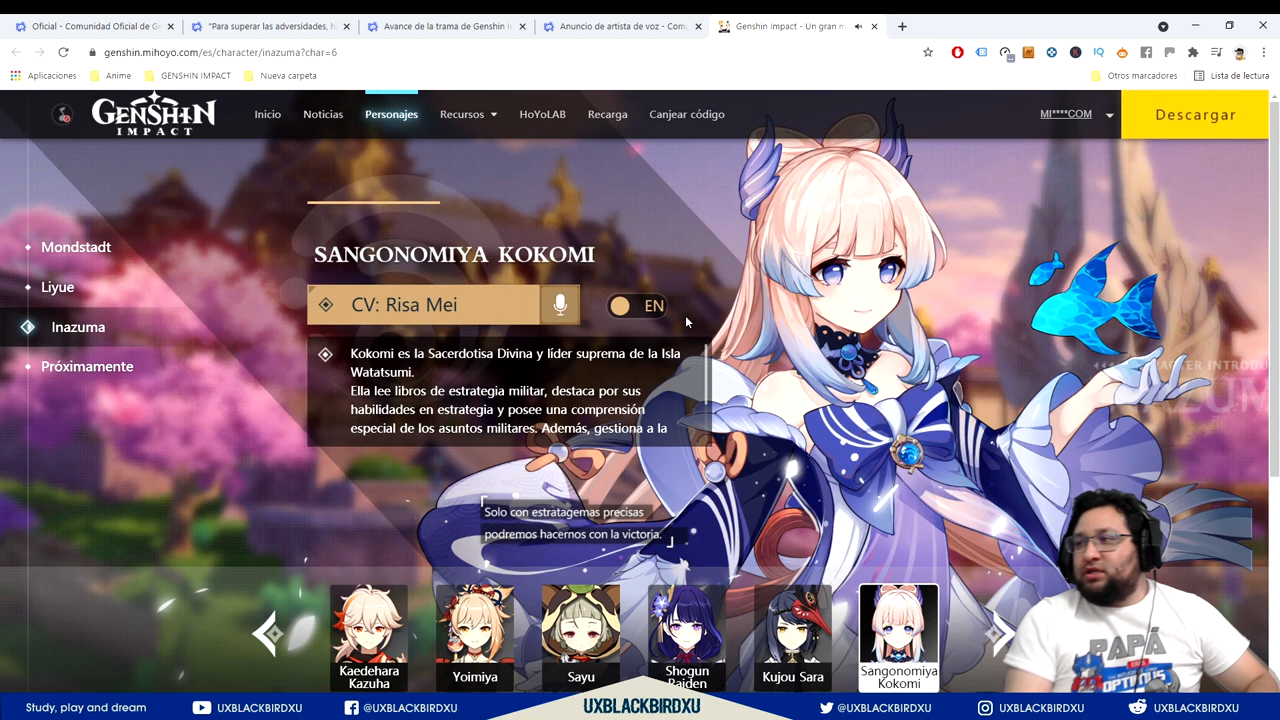 Oficial - Comunidad Oficial de Ge
"Para superar las adversidades, h
Avance de la trama de Genshin I
Anuncio de artista de voz - Com
Genshin Impact - Un gran m
genshin.mihoyo.com/es/character/inazuma?char=6
Aplicaciones
Anime
GENSHIN IMPACT
Nueva carpeta
Otros marcadores
Lista de lectura
GENSHIN
IMPACT
Inicio
Noticias
Personajes
Recursos
HoYoLAB
Recarga
Canjear código
MI****COM
Descargar
Mondstadt
Liyue
Inazuma
Próximamente
SANGONOMIYA KOKOMI
CV: Risa Mei
EN
Kokomi es la Sacerdotisa Divina y líder suprema de la Isla
Watatsumi.
Ella lee libros de estrategia militar, destaca por sus
habilidades en estrategia y posee una comprensión
especial de los asuntos militares. Además, gestiona a la
Solo con estratagemas precisas
podremos hacernos con la victoria.
Kaedehara
Kazuha
Yoimiya
Sayu
Shogun
Raiden
Kujou Sara
Sangonomiya
Kokomi
PAPÁ
OPTIMUS
Study, play and dream
UXBLACKBIRDXU
@UXBLACKBIRDXU
UXBLACKBIRDXU
@UXBLACKBIRDXU
UXBLACKBIRDXU
UXBLACKBIRDXU